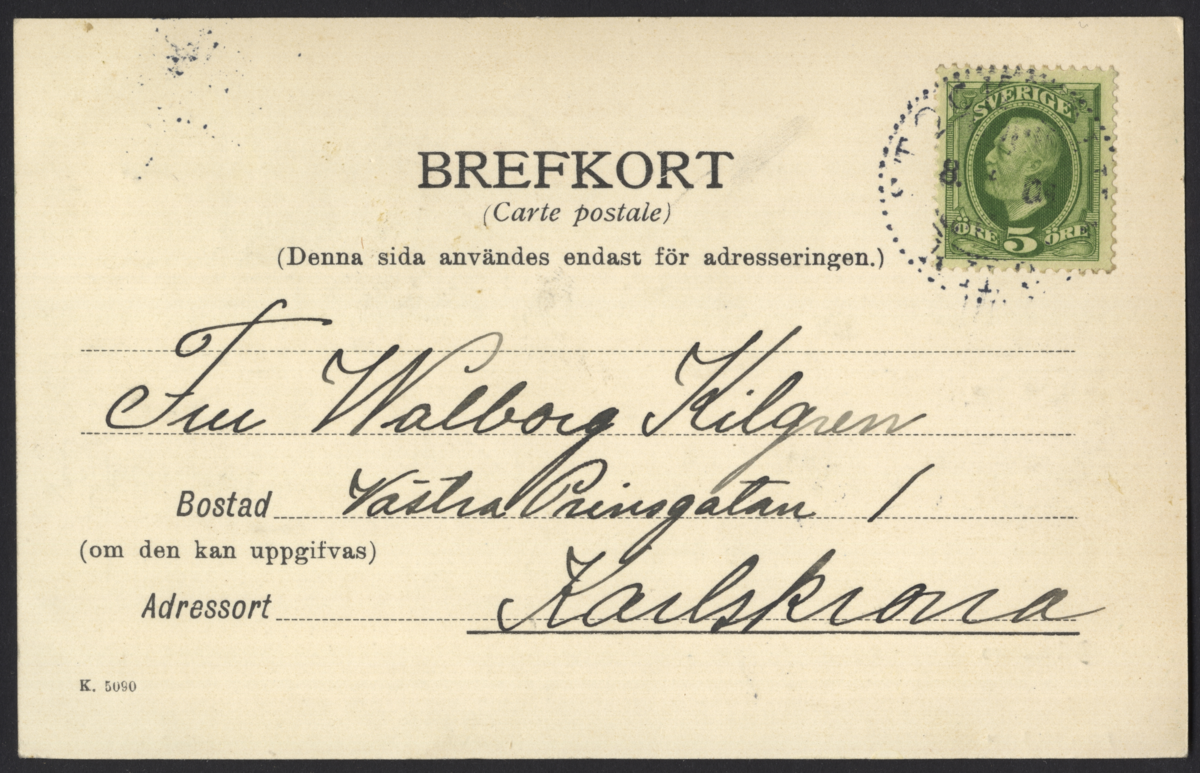 BREFKORT
(Carte postale)
(Denna sida användes endast för adresseringen.)
SVERIGE
ÖRE 5 ÖRE
8.
Fru Walborg Kilgren
Bostad Västra Prinsgatan 1
(om den kan uppgifvas)
Adressort Karlskrona
K. 5090